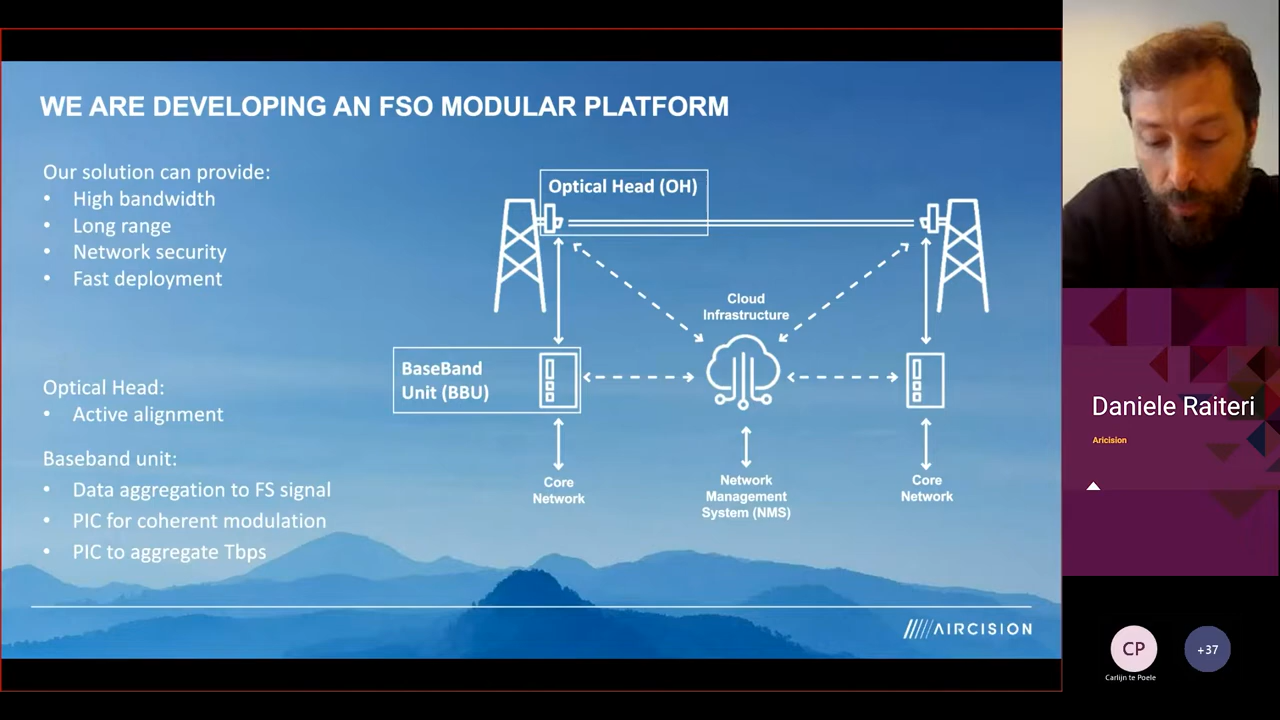 WE ARE DEVELOPING AN FSO MODULAR PLATFORM
Our solution can provide:
• High bandwidth
• Long range
• Network security
• Fast deployment
Optical Head:
• Active alignment
Baseband unit:
• Data aggregation to FS signal
• PIC for coherent modulation
• PIC to aggregate Tbps
Optical Head (OH)
Cloud
Infrastructure
BaseBand
Unit (BBU)
Core
Network
Network
Management
System (NMS)
Core
Network
AIRCISION
Daniele Raiteri
Aricision
CP
Carlijn te Poele
+37